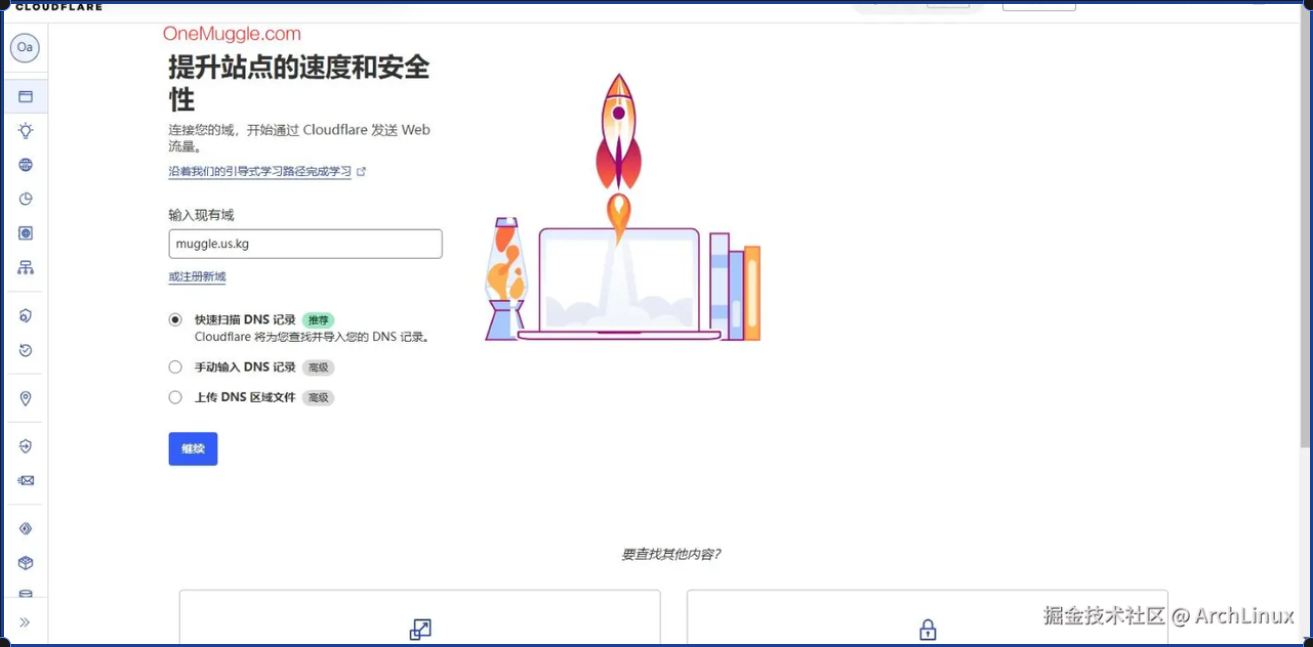 CLOUDFLARE
Oa
OneMuggle.com
提升站点的速度和安全
性
连接您的域，开始通过 Cloudflare 发送 Web
流量。
沿着我们的引导式学习路径完成学习
输入现有域
muggle.us.kg
或注册新域
快速扫描 DNS 记录 推荐
Cloudflare 将为您查找并导入您的 DNS 记录。
手动输入 DNS 记录 高级
上传 DNS 区域文件 高级
继续
要查找其他内容?
掘金技术社区 @ ArchLinux